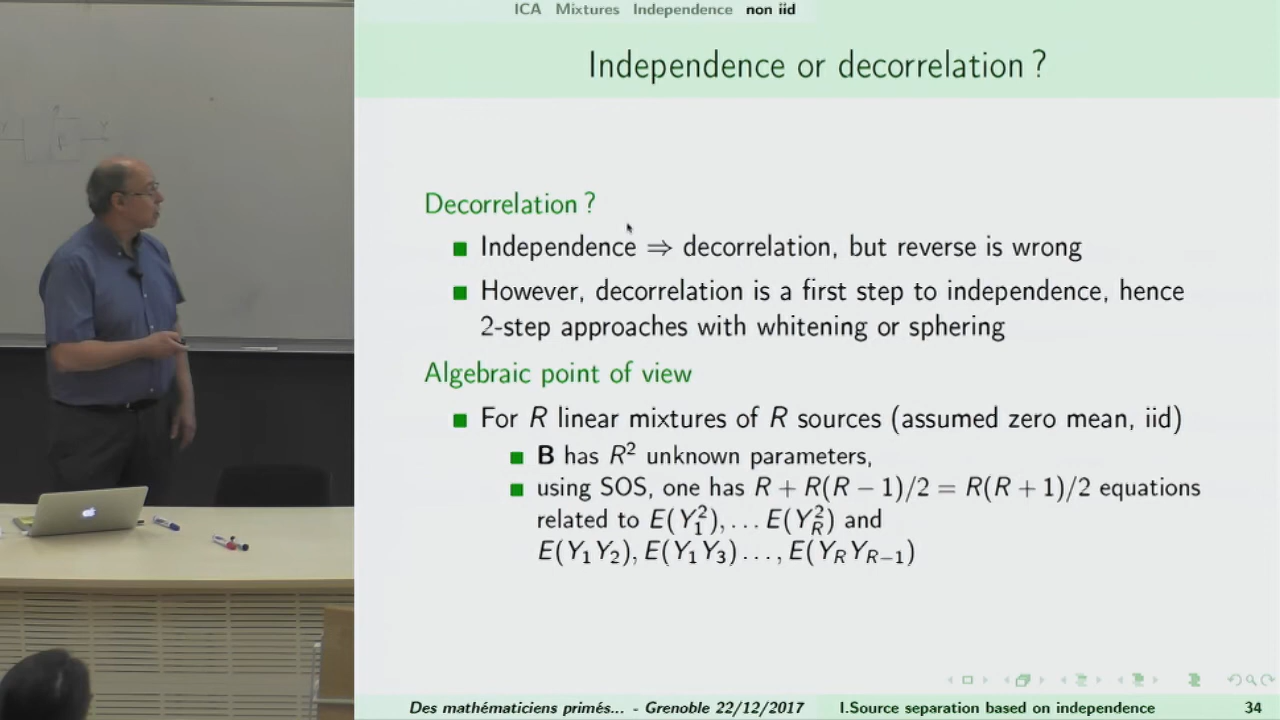 ICA Mixtures Independence non iid
Independence or decorrelation ?
Decorrelation ?
Independence ⇒ decorrelation, but reverse is wrong
However, decorrelation is a first step to independence, hence
2-step approaches with whitening or sphering
Algebraic point of view
For R linear mixtures of R sources (assumed zero mean, iid)
B has R² unknown parameters,
using SOS, one has R + R(R − 1)/2 = R(R + 1)/2 equations
related to E(Y₁²), … E(Y_R²) and
E(Y₁Y₂), E(Y₁Y₃) … , E(Y_RY_{R−1})
Des mathématiciens primés... - Grenoble 22/12/2017 I.Source separation based on independence 34